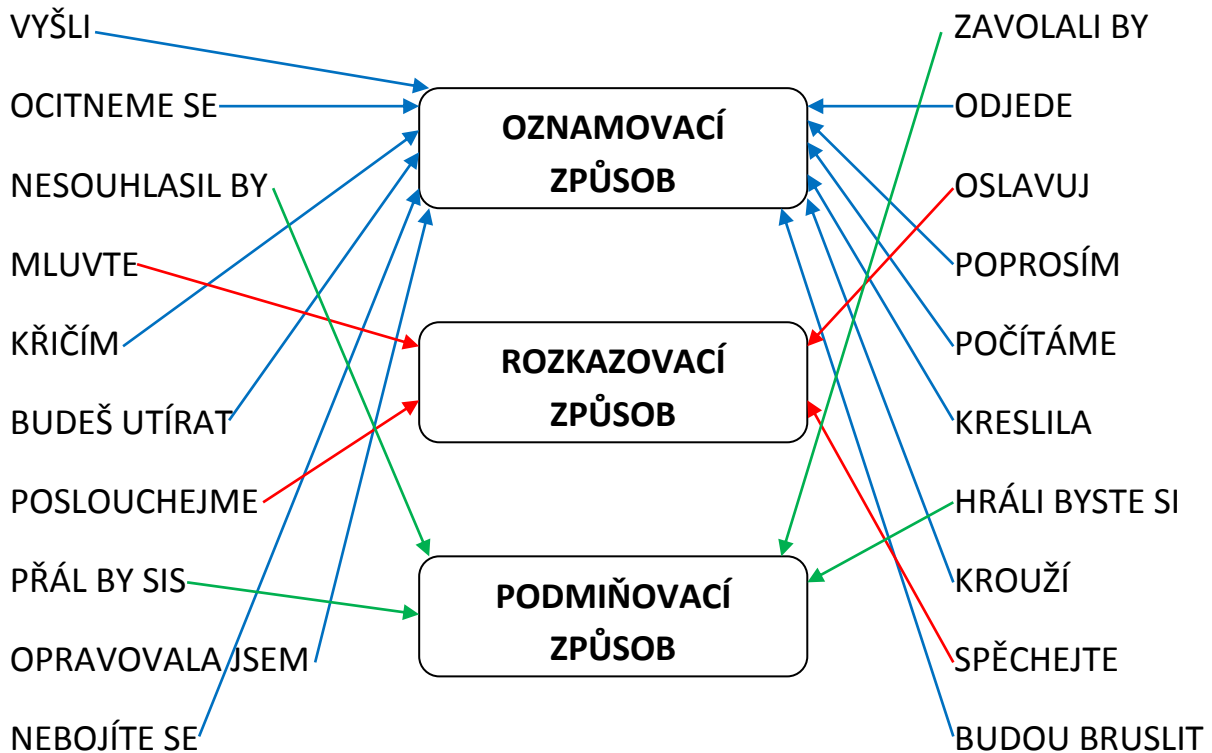 VYŠLI
OCITNEME SE
NESOUHLASIL BY
MLUVTE
KŘIČÍM
BUDEŠ UTÍRAT
POSLOUCHEJME
PŘÁL BY SIS
OPRAVOVALA JSEM
NEBOJÍTE SE
OZNAMOVACÍ
ZPŮSOB
ROZKAZOVACÍ
ZPŮSOB
PODMIŇOVACÍ
ZPŮSOB
ZAVOLALI BY
ODJEDE
OSLAVUJ
POPROSÍM
POČÍTÁME
KRESLILA
HRÁLI BYSTE SI
KROUŽÍ
SPĚCHEJTE
BUDOU BRUSLIT